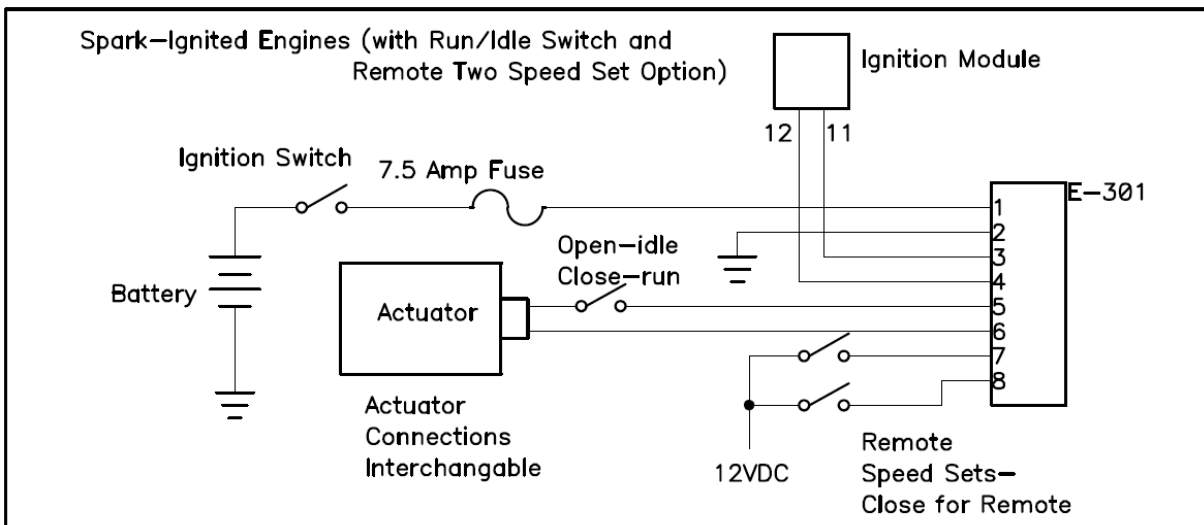 Spark-Ignited Engines (with Run/Idle Switch and
Remote Two Speed Set Option)
Ignition Module
12 11
Ignition Switch
7.5 Amp Fuse
E-301
1
2
3
4
5
6
7
8
Open-idle
Close-run
Battery
Actuator
Actuator
Connections
Interchangable
12VDC
Remote
Speed Sets-
Close for Remote